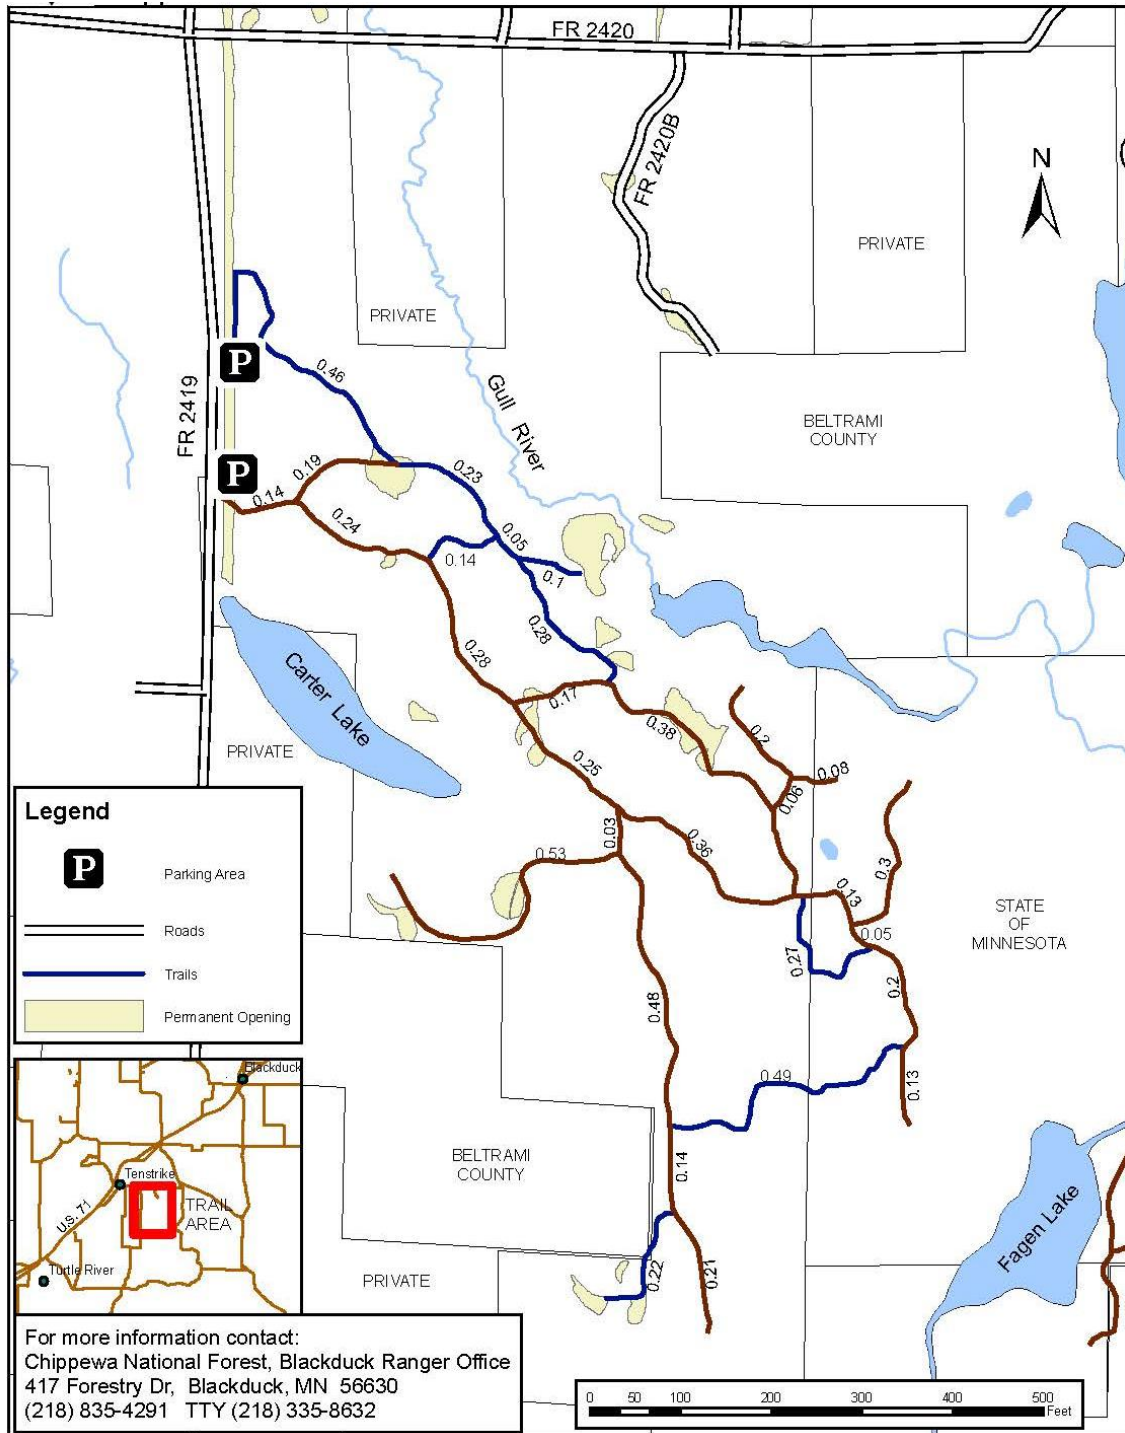 FR 2420
FR 2420B
N
PRIVATE
PRIVATE
P
0.46
FR 2419
Gull River
BELTRAMI
COUNTY
P
0.19
0.14
0.23
0.24
0.05
0.14
0.1
0.28
Carter Lake
0.28
0.17
0.38
0.2
PRIVATE
0.25
0.08
0.06
0.03
0.36
0.53
0.3
0.13
STATE
OF
MINNESOTA
0.05
0.27
0.2
0.48
0.49
0.13
BELTRAMI
COUNTY
0.14
Fagen Lake
PRIVATE
0.22
0.21
Legend
P
Parking Area
Roads
Trails
Permanent Opening
Blackduck
Tenstrike
U.S. 71
TRAIL
AREA
Turtle River
For more information contact:
Chippewa National Forest, Blackduck Ranger Office
417 Forestry Dr, Blackduck, MN 56630
(218) 835-4291 TTY (218) 335-8632
0 50 100 200 300 400 500
Feet